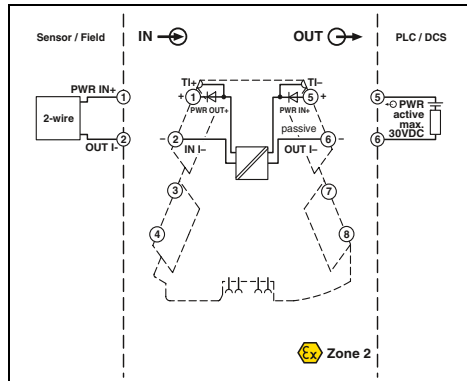 Sensor / Field
IN
OUT
PLC / DCS
PWR IN+
1
2-wire
2
OUT I-
TI+
+
1
PWR OUT+
-
2
IN I-
3
4
TI-
5
+
PWR IN+
passive
6
-
OUT I-
7
8
5
PWR
active
max.
30VDC
6
Ex Zone 2